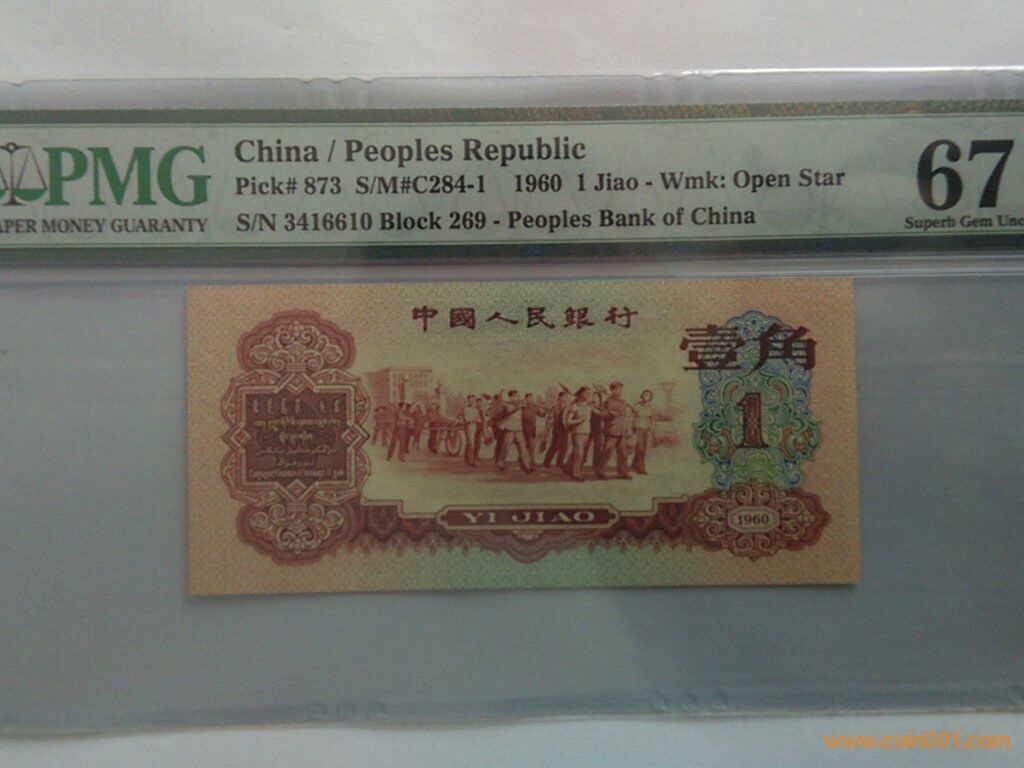 PMG
APER MONEY GUARANTY
China / Peoples Republic
Pick# 873 S/M#C284-1 1960 1 Jiao - Wmk: Open Star
S/N 3416610 Block 269 - Peoples Bank of China
67
Superb Gem Unc
中國人民銀行
壹角
1
YI JIAO
1960
www.coin001.com